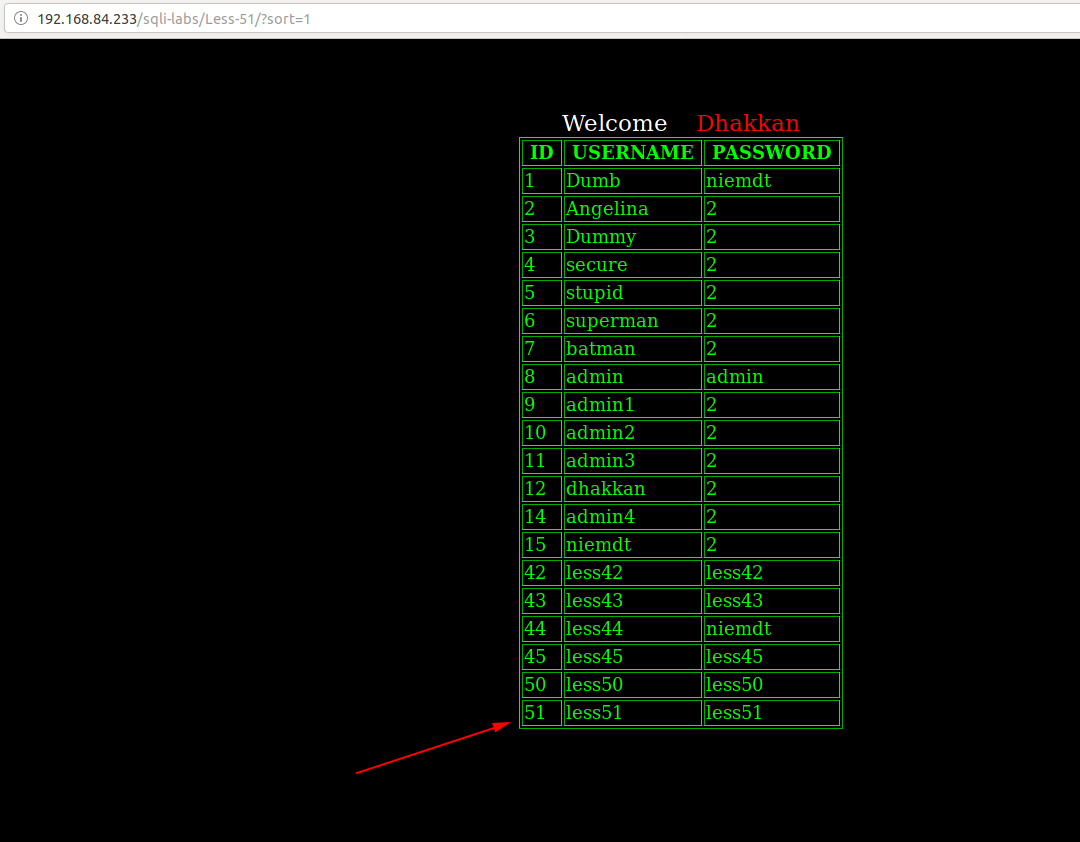 192.168.84.233/sqli-labs/Less-51/?sort=1
Welcome Dhakkan
ID USERNAME PASSWORD
1 Dumb niemdt
2 Angelina 2
3 Dummy 2
4 secure 2
5 stupid 2
6 superman 2
7 batman 2
8 admin admin
9 admin1 2
10 admin2 2
11 admin3 2
12 dhakkan 2
14 admin4 2
15 niemdt 2
42 less42 less42
43 less43 less43
44 less44 niemdt
45 less45 less45
50 less50 less50
51 less51 less51